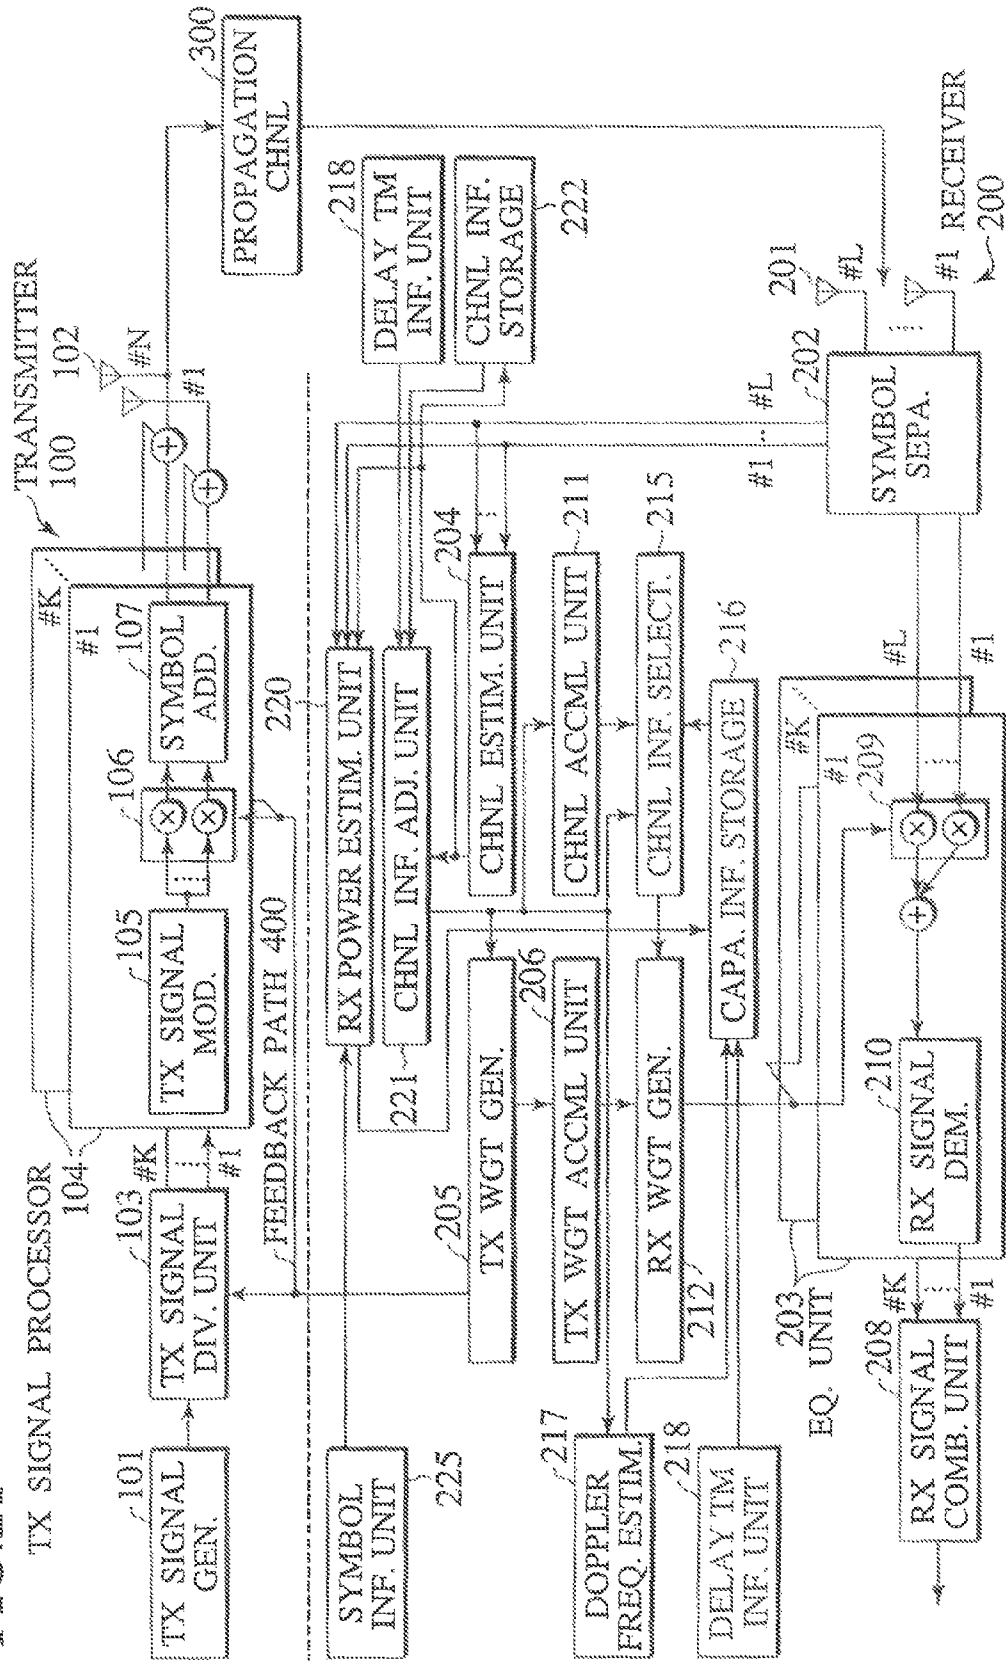 TX SIGNAL PROCESSOR
TRANSMITTER
100
104
#K
#1
101
TX SIGNAL
GEN.
103
TX SIGNAL
DIV. UNIT
#K
#1
105
TX SIGNAL
MOD.
106
107
SYMBOL
ADD.
102
#N
#1
300
PROPAGATION
CHNL
FEEDBACK PATH 400
220
SYMBOL
INF. UNIT
225
RX POWER ESTIM. UNIT
221
CHNL INF. ADJ. UNIT
218
DELAY TM
INF. UNIT
CHNL INF.
STORAGE
222
205
TX WGT GEN.
204
CHNL ESTIM. UNIT
206
TX WGT ACCML UNIT
211
CHNL ACCML UNIT
212
RX WGT GEN.
215
CHNL INF. SELECT.
216
CAPA. INF. STORAGE
217
DOPPLER
FREQ. ESTIM.
218
DELAY TM
INF. UNIT
#L
#1
202
SYMBOL
SEPA.
201
#L
#1
RECEIVER
200
203
EQ. UNIT
#K
#1
209
#L
#1
210
RX SIGNAL
DEM.
#K
#1
208
RX SIGNAL
COMB. UNIT